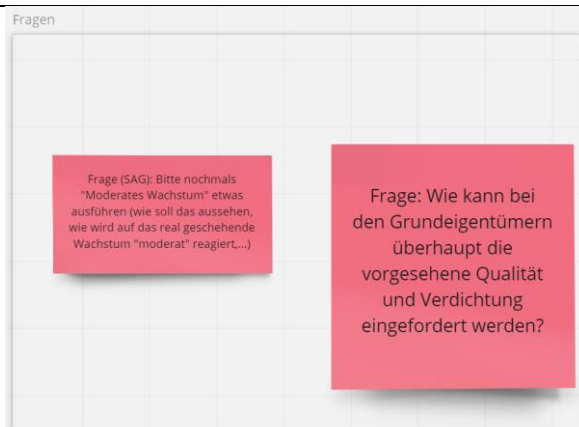 Fragen
Frage (SAG): Bitte nochmals
"Moderates Wachstum" etwas
ausführen (wie soll das aussehen,
wie wird auf das real geschehende
Wachstum "moderat" reagiert,...)
Frage: Wie kann bei
den Grundeigentümern
überhaupt die
vorgesehene Qualität
und Verdichtung
eingefordert werden?